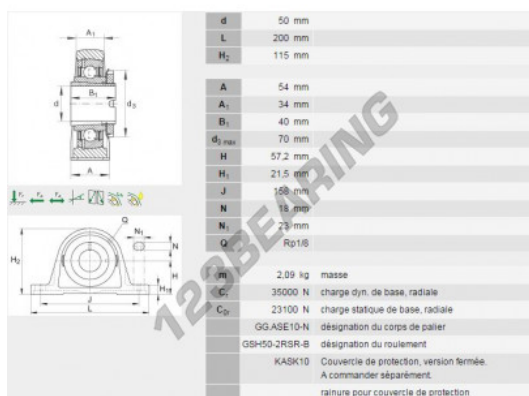 A₁
B₁
d
d₃
A
Q
N₁
N
H₂
H
H₁
J
L
d 50 mm
L 200 mm
H₂ 115 mm
A 54 mm
A₁ 34 mm
B₁ 40 mm
d₃ max 70 mm
H 57,2 mm
H₁ 21,5 mm
J 158 mm
N 18 mm
N₁ 23 mm
Q Rp1/8
m 2,09 kg masse
Cᵣ 35000 N charge dyn. de base, radiale
C₀ᵣ 23100 N charge statique de base, radiale
GG.ASE10-N désignation du corps de palier
GSH50-2RSR-B désignation du roulement
KASK10 Couvercle de protection, version fermée.
A commander séparément.
rainure pour couvercle de protection
123BEARING